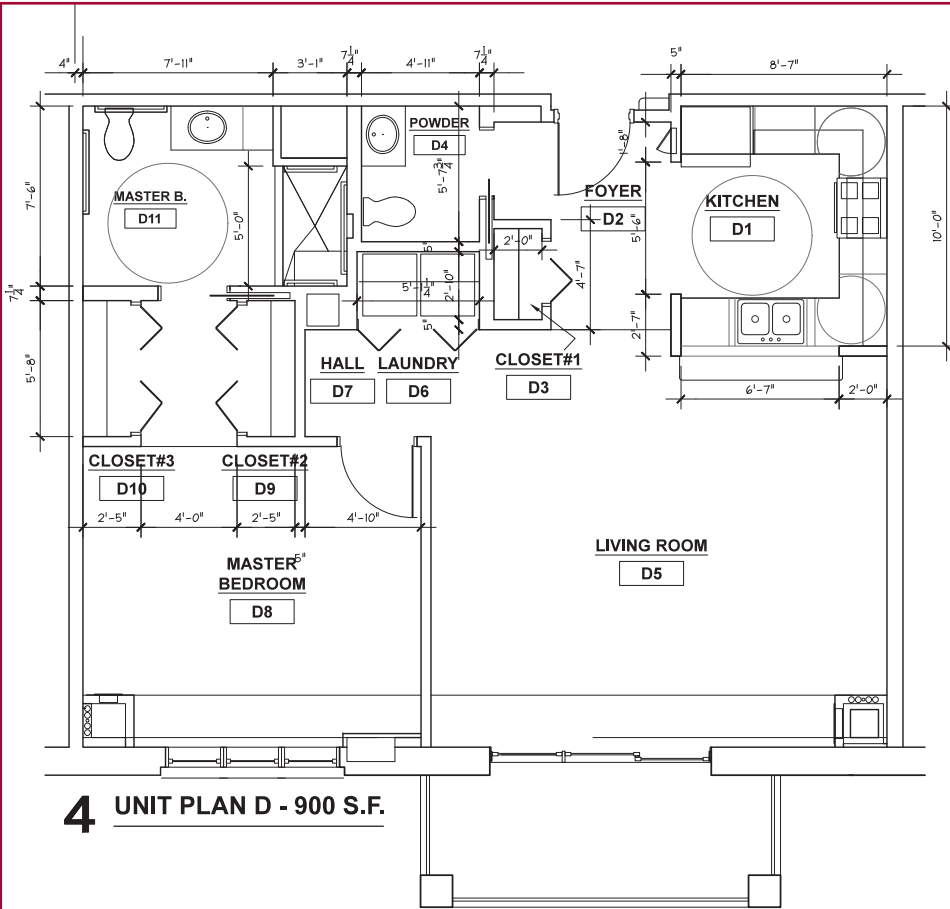 4" 7'-11" 3'-1" 7 1/4" 4'-11" 7 1/4" 5" 8'-7"
POWDER
D4
5'-7 3/4"
1'-8"
7'-6"
MASTER B.
D11
5'-0"
FOYER
D2
KITCHEN
D1
5'-6"
10'-0"
2'-0"
5"
7 1/4"
5'-1 1/4"
2'-10"
4'-7"
5"
2'-7"
5'-8"
HALL
D7
LAUNDRY
D6
CLOSET#1
D3
6'-7" 2'-0"
CLOSET#3
D10
CLOSET#2
D9
2'-5" 4'-0" 2'-5" 4'-10"
5"
MASTER
BEDROOM
D8
LIVING ROOM
D5
4 UNIT PLAN D - 900 S.F.